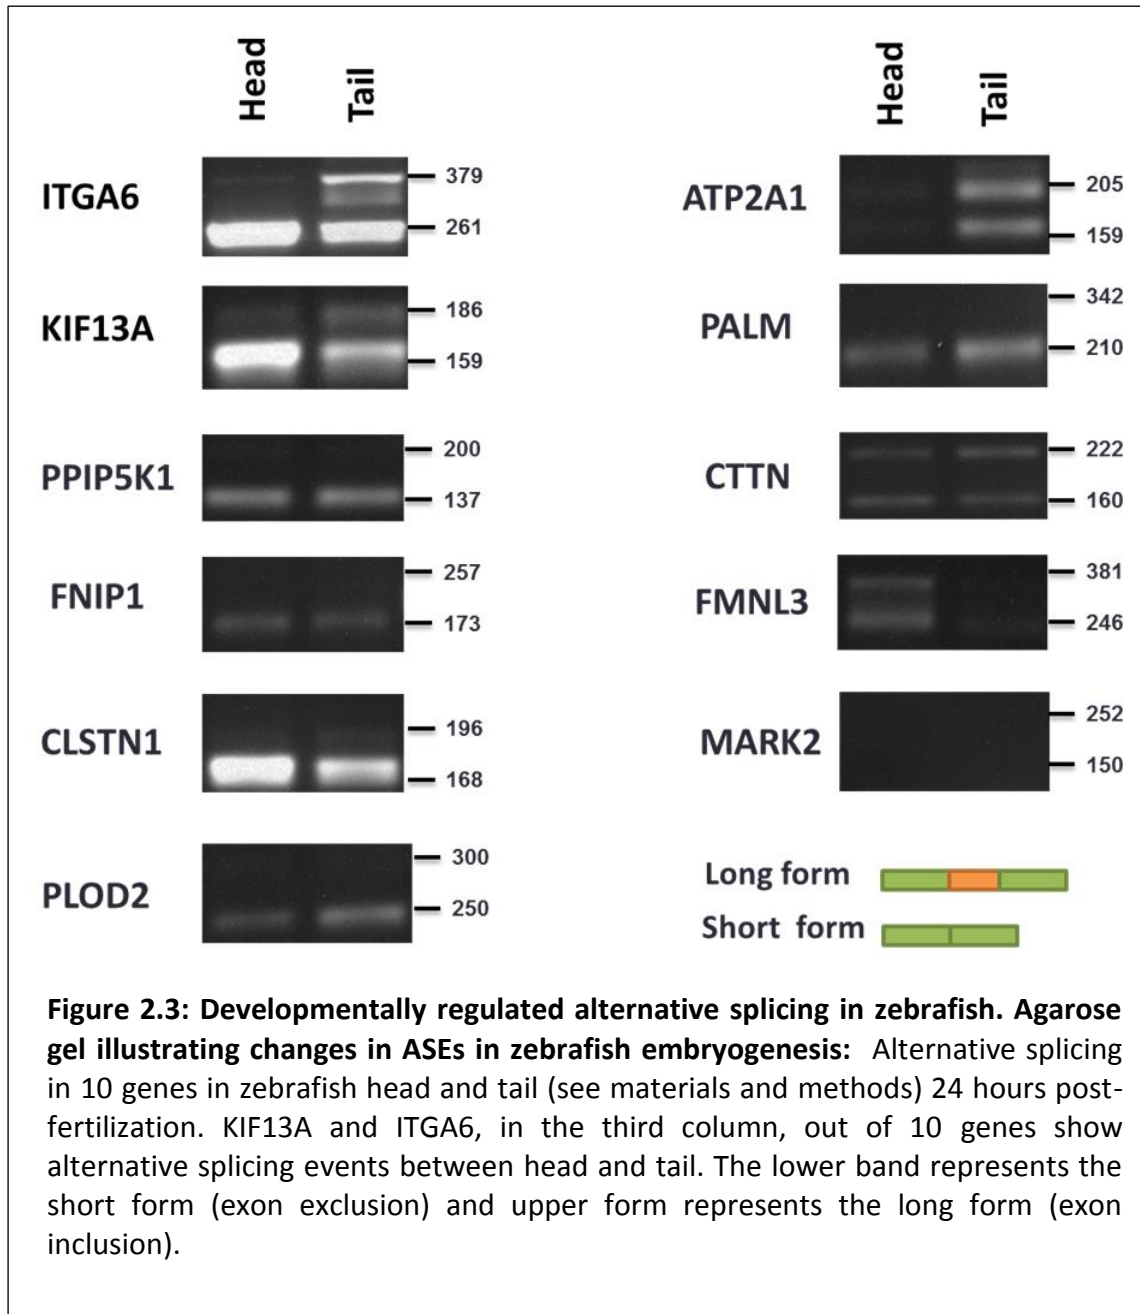 Head
Tail
ITGA6
379
261
KIF13A
186
159
PPIP5K1
200
137
FNIP1
257
173
CLSTN1
196
168
PLOD2
300
250
Head
Tail
ATP2A1
205
159
PALM
342
210
CTTN
222
160
FMNL3
381
246
MARK2
252
150
Long form
Short form
Figure 2.3: Developmentally regulated alternative splicing in zebrafish. Agarose
gel illustrating changes in ASEs in zebrafish embryogenesis: Alternative splicing
in 10 genes in zebrafish head and tail (see materials and methods) 24 hours post-
fertilization. KIF13A and ITGA6, in the third column, out of 10 genes show
alternative splicing events between head and tail. The lower band represents the
short form (exon exclusion) and upper form represents the long form (exon
inclusion).